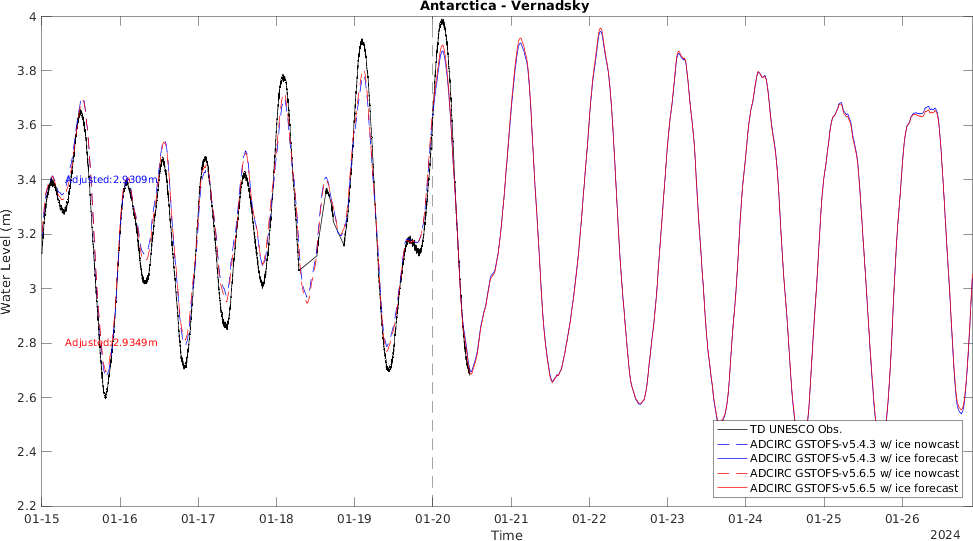 Antarctica - Vernadsky
4
3.8
3.6
3.4
3.2
3
2.8
2.6
2.4
2.2
Water Level (m)
Adjusted:2.9309m
Adjusted:2.9349m
TD UNESCO Obs.
ADCIRC GSTOFS-v5.4.3 w/ ice nowcast
ADCIRC GSTOFS-v5.4.3 w/ ice forecast
ADCIRC GSTOFS-v5.6.5 w/ ice nowcast
ADCIRC GSTOFS-v5.6.5 w/ ice forecast
01-15 01-16 01-17 01-18 01-19 01-20 01-21 01-22 01-23 01-24 01-25 01-26
Time
2024